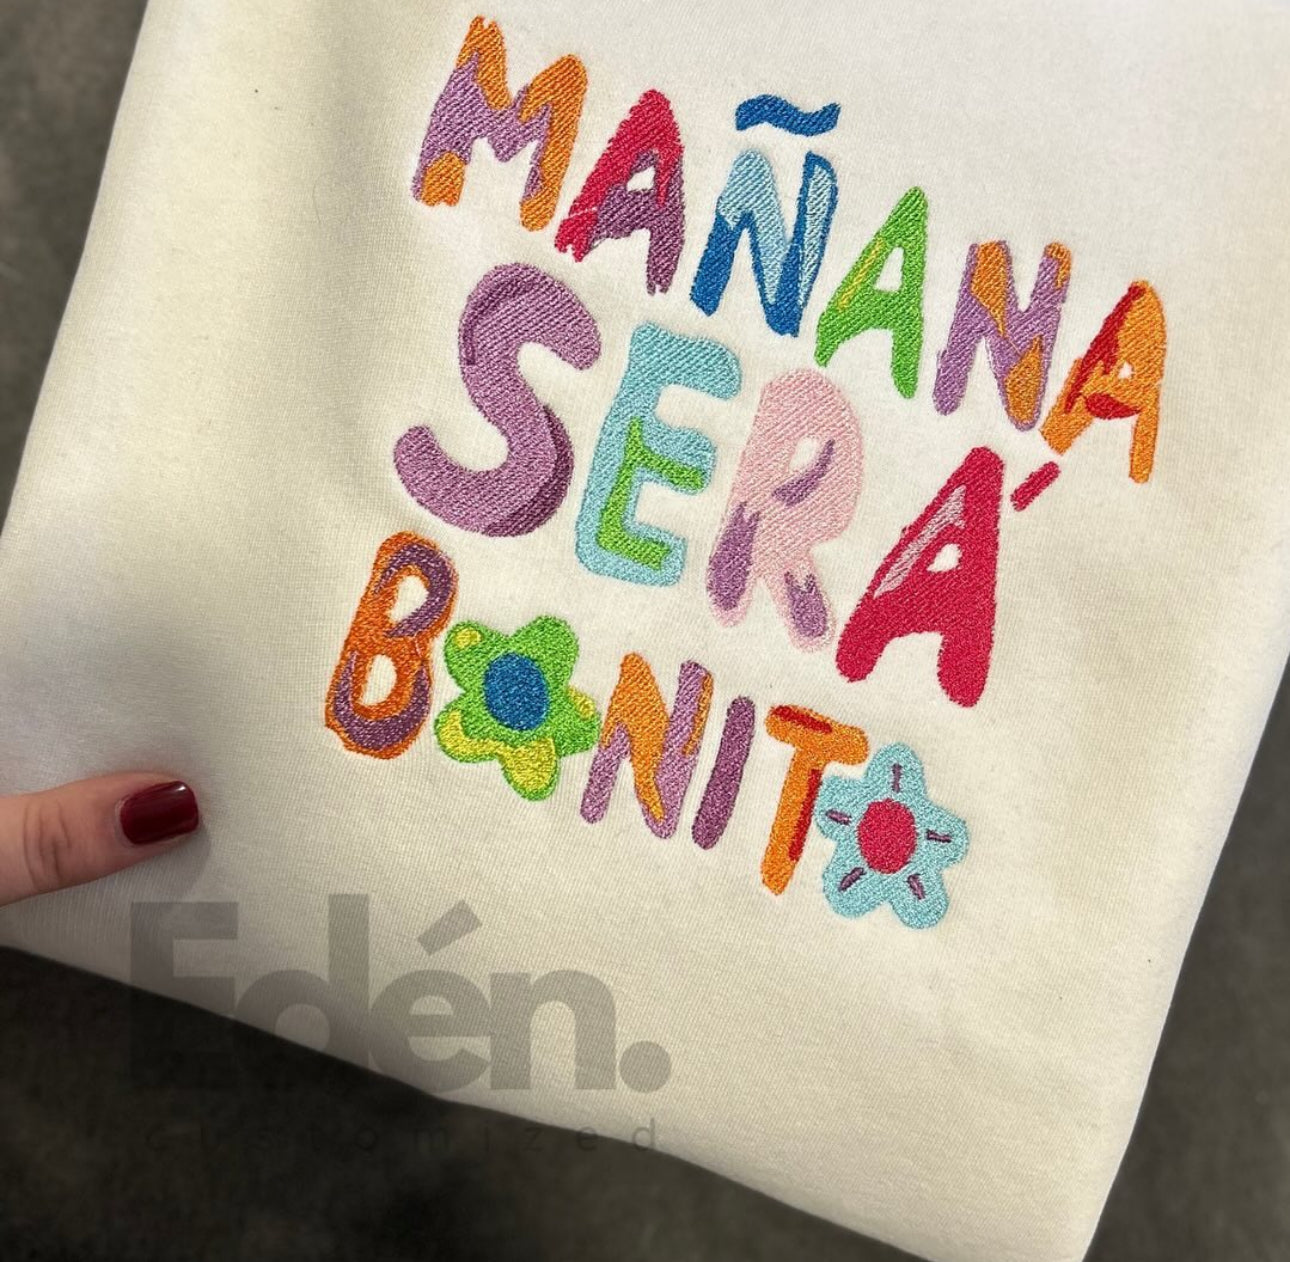 MAÑANA
SERÁ
BONITO
Edén.
customized